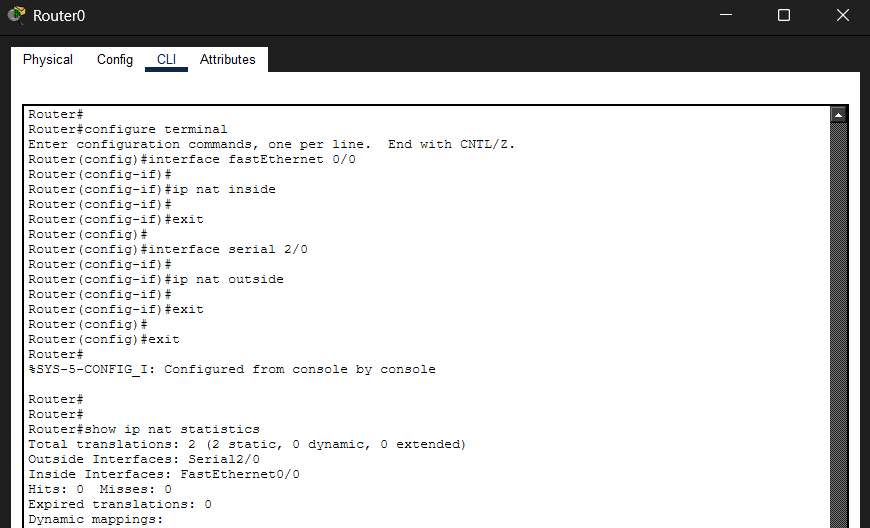 Router0
Physical Config CLI Attributes
Router#
Router#configure terminal
Enter configuration commands, one per line.  End with CNTL/Z.
Router(config)#interface fastEthernet 0/0
Router(config-if)#
Router(config-if)#ip nat inside
Router(config-if)#
Router(config-if)#exit
Router(config)#
Router(config)#interface serial 2/0
Router(config-if)#
Router(config-if)#ip nat outside
Router(config-if)#
Router(config-if)#exit
Router(config)#
Router(config)#exit
Router#
%SYS-5-CONFIG_I: Configured from console by console
Router#
Router#
Router#show ip nat statistics
Total translations: 2 (2 static, 0 dynamic, 0 extended)
Outside Interfaces: Serial2/0
Inside Interfaces: FastEthernet0/0
Hits: 0  Misses: 0
Expired translations: 0
Dynamic mappings: